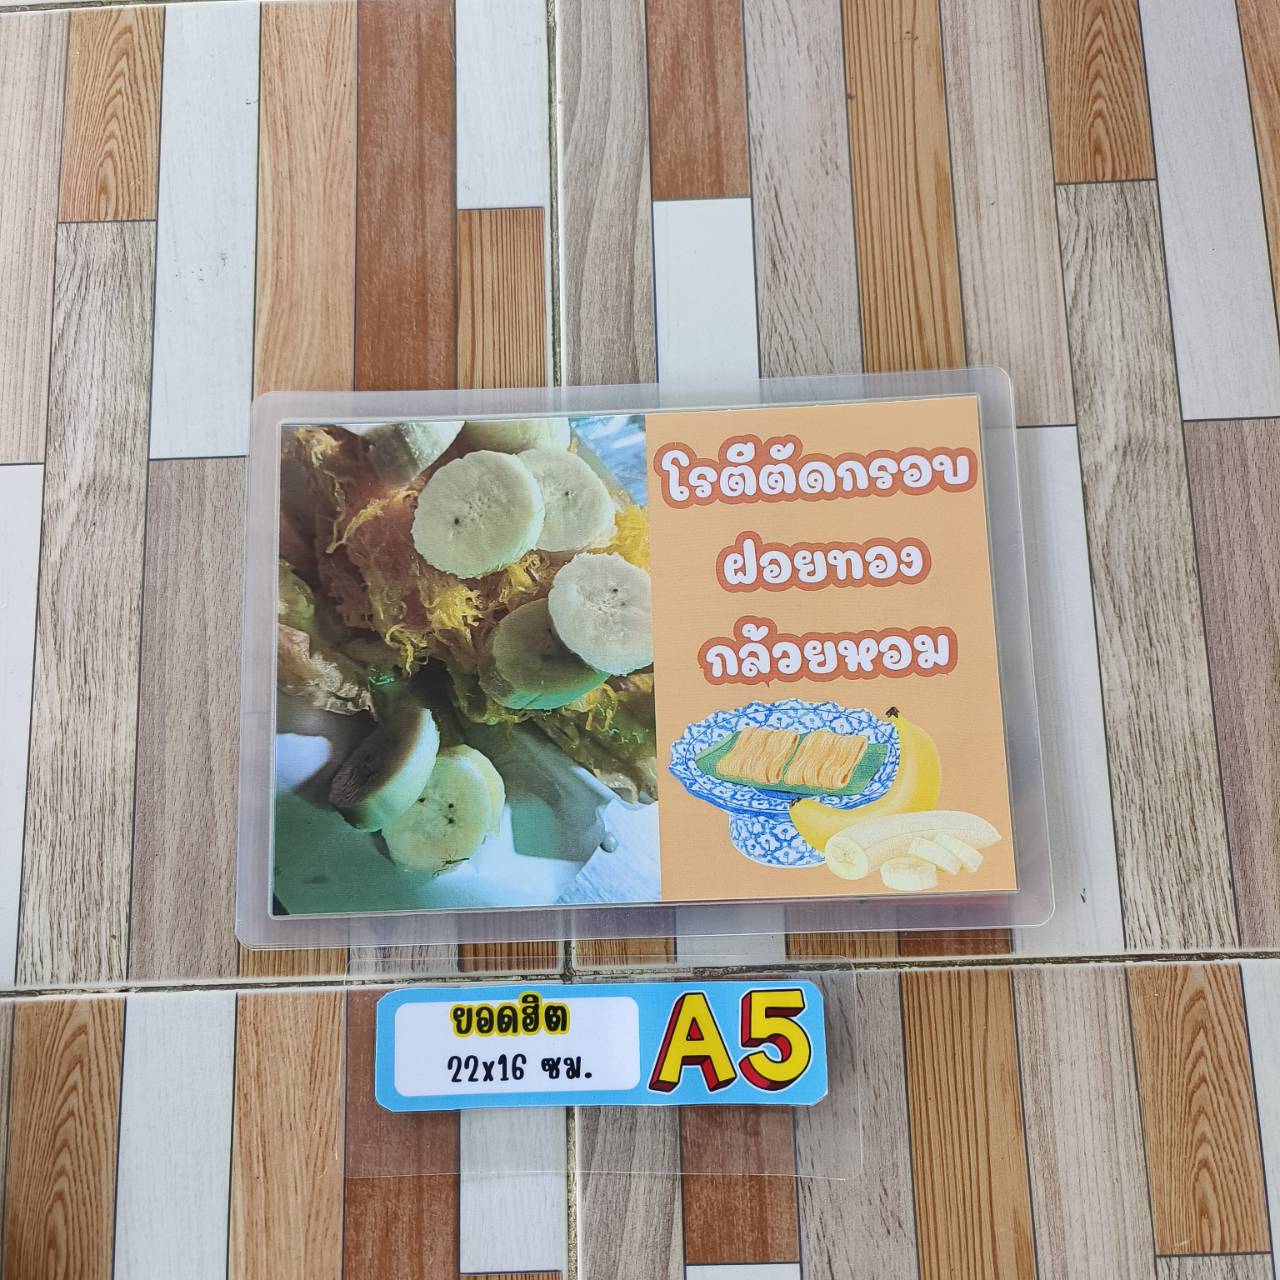 โรตีตัดกรอบ
ฝอยทอง
กล้วยหอม
ยอดฮิต
22x16 ซม.
A5